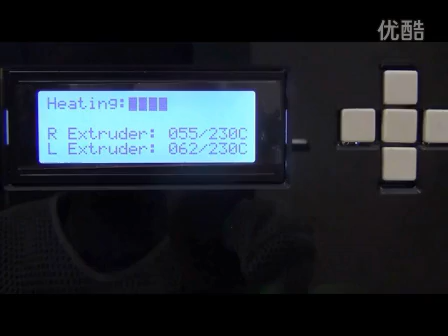 优酷
Heating:
R Extruder: 055/230C
L Extruder: 062/230C